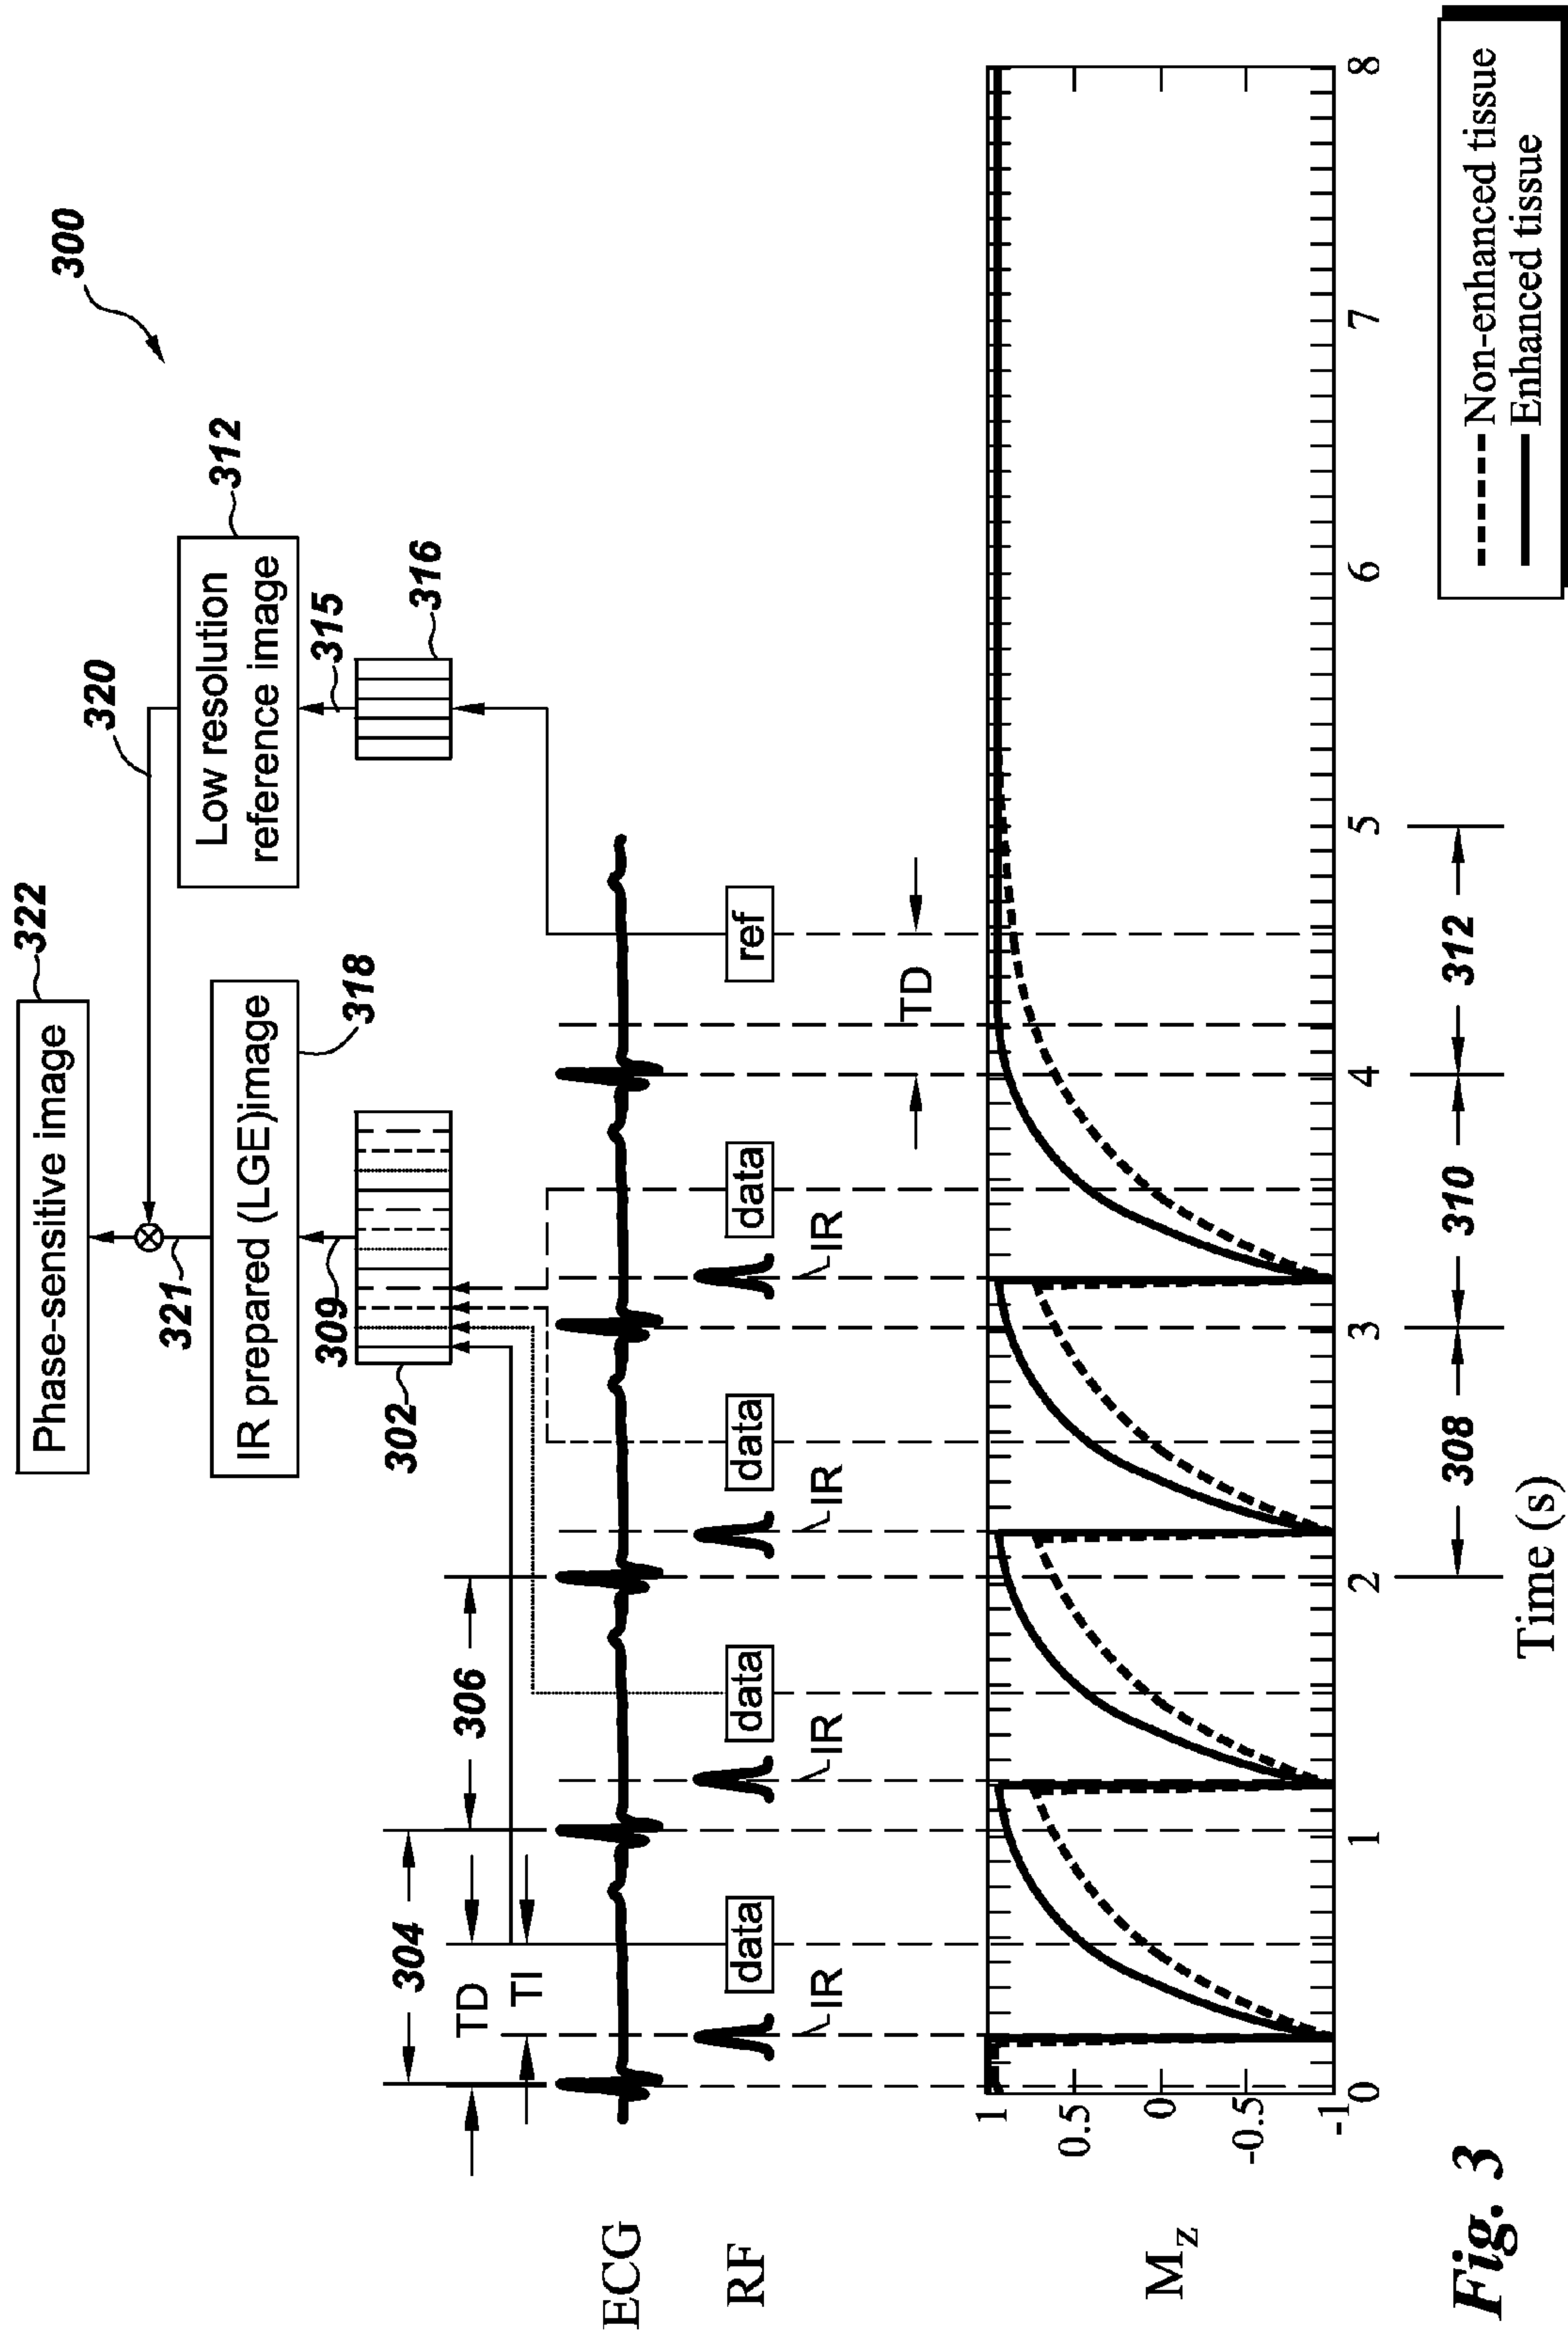 300
322
Phase-sensitive image
320
312
Low resolution
reference image
321
318
IR prepared (LGE)image
315
316
309
302
304
306
TD
TI
ECG
RF
data
data
data
data
ref
IR
IR
IR
IR
TD
Mz
1
0.5
0
-0.5
-1
0
1
2
3
4
5
6
7
8
308
310
312
Time (s)
Non-enhanced tissue
Enhanced tissue
Fig. 3